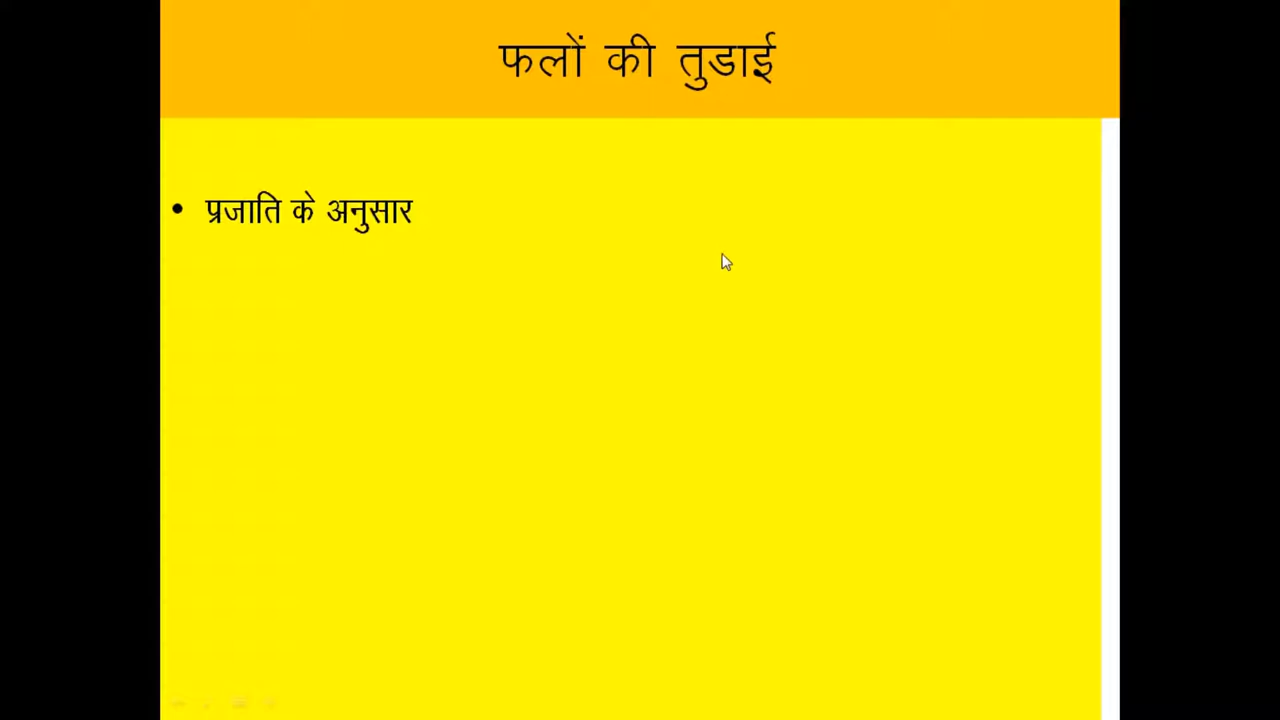 फलों की तुडाई
• प्रजाति के अनुसार